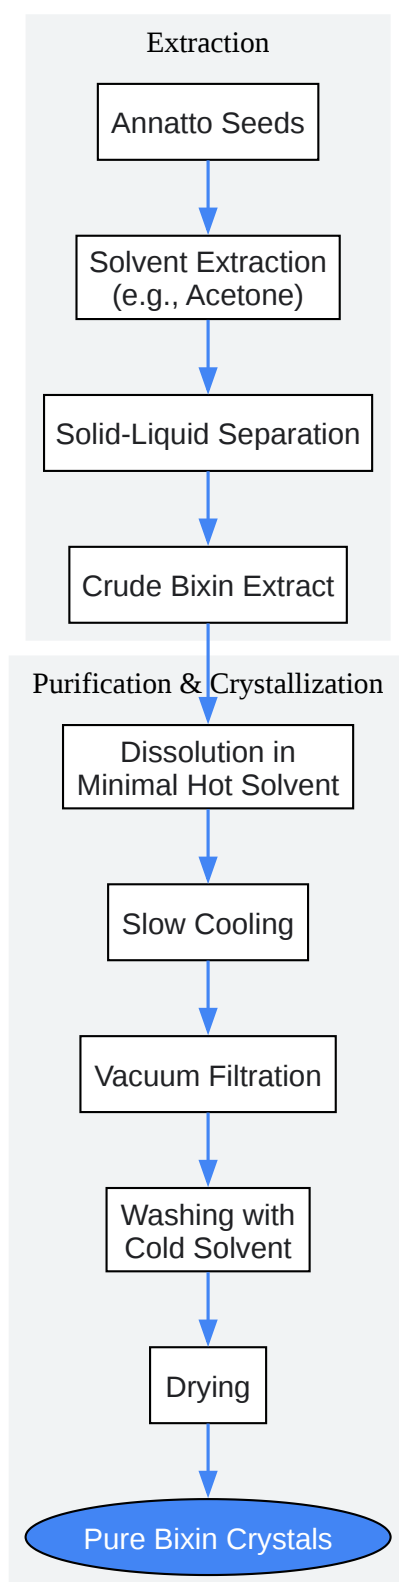 Extraction
Annatto Seeds
Solvent Extraction
(e.g., Acetone)
Solid-Liquid Separation
Crude Bixin Extract
Purification & Crystallization
Dissolution in
Minimal Hot Solvent
Slow Cooling
Vacuum Filtration
Washing with
Cold Solvent
Drying
Pure Bixin Crystals